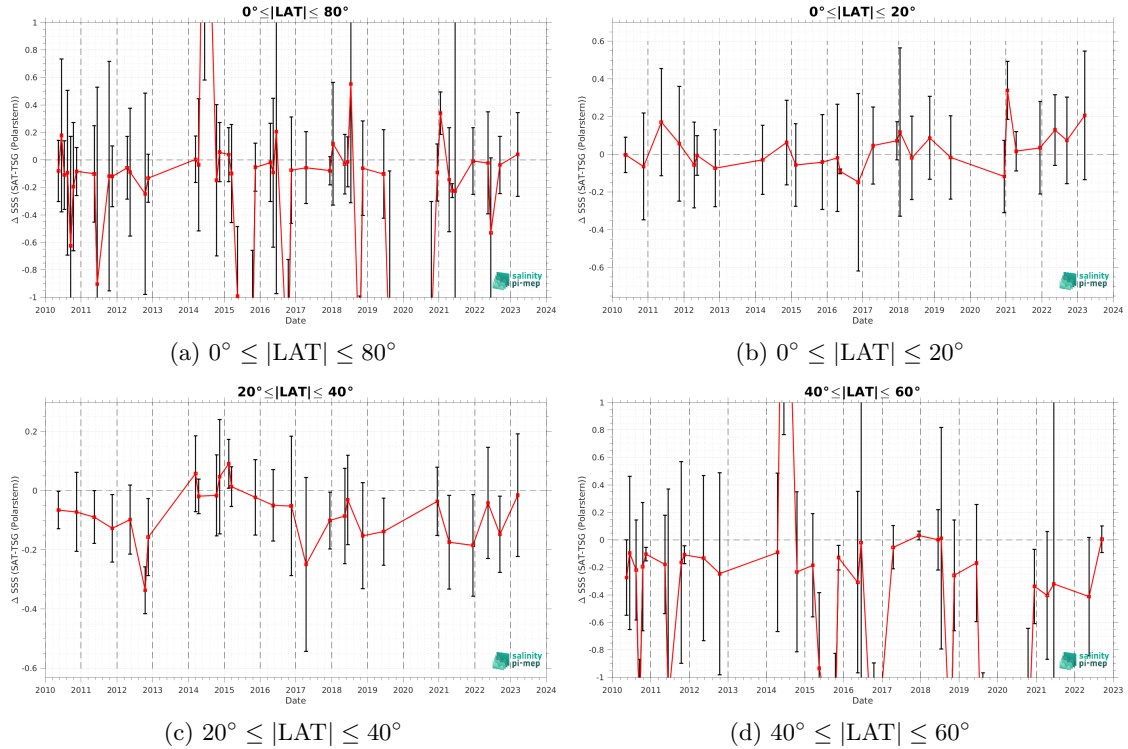 0°≤|LAT|≤ 80°
1
0.8
0.6
0.4
0.2
0
-0.2
-0.4
-0.6
-0.8
-1
Δ SSS (SAT-TSG (Polarstern))
2010 2011 2012 2013 2014 2015 2016 2017 2018 2019 2020 2021 2022 2023 2024
Date
salinity
pi-mep
(a) 0° ≤ |LAT| ≤ 80°
0°≤|LAT|≤ 20°
0.6
0.4
0.2
0
-0.2
-0.4
-0.6
Δ SSS (SAT-TSG (Polarstern))
2010 2011 2012 2013 2014 2015 2016 2017 2018 2019 2020 2021 2022 2023 2024
Date
salinity
pi-mep
(b) 0° ≤ |LAT| ≤ 20°
20°≤|LAT|≤ 40°
0.2
0
-0.2
-0.4
-0.6
Δ SSS (SAT-TSG (Polarstern))
2010 2011 2012 2013 2014 2015 2016 2017 2018 2019 2020 2021 2022 2023 2024
Date
salinity
pi-mep
(c) 20° ≤ |LAT| ≤ 40°
40°≤|LAT|≤ 60°
1
0.8
0.6
0.4
0.2
0
-0.2
-0.4
-0.6
-0.8
-1
Δ SSS (SAT-TSG (Polarstern))
2010 2011 2012 2013 2014 2015 2016 2017 2018 2019 2020 2021 2022 2023
Date
salinity
pi-mep
(d) 40° ≤ |LAT| ≤ 60°